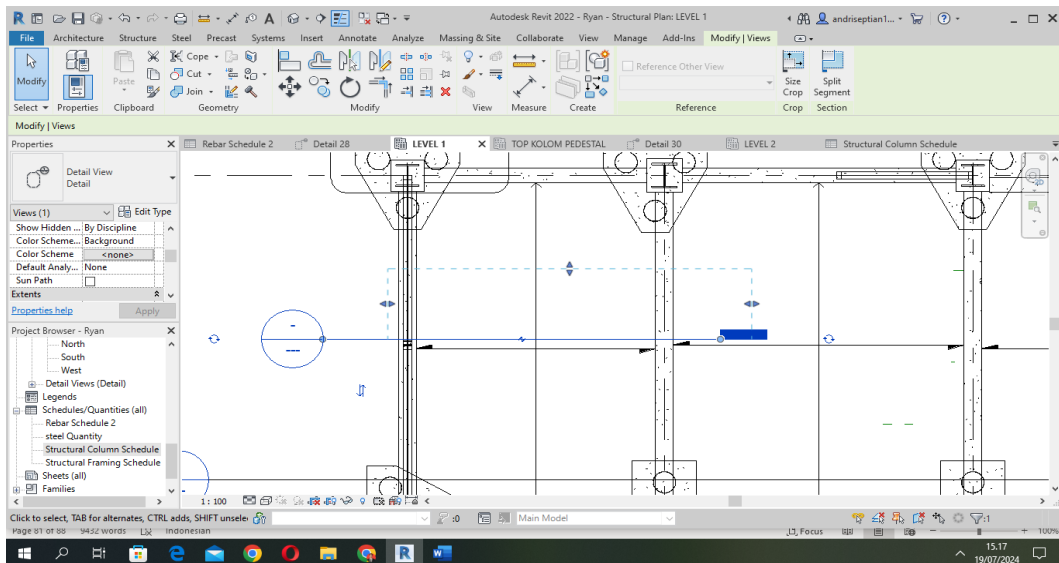 Autodesk Revit 2022 - Ryan - Structural Plan: LEVEL 1
andriseptian1...
File Architecture Structure Steel Precast Systems Insert Annotate Analyze Massing & Site Collaborate View Manage Add-Ins Modify | Views
Modify
Paste
Cope
Cut
Join
Reference Other View
Size Crop
Split Segment
Select Properties Clipboard Geometry Modify View Measure Create Reference Crop Section
Modify | Views
Properties
Rebar Schedule 2 Detail 28 LEVEL 1 TOP KOLOM PEDESTAL Detail 30 LEVEL 2 Structural Column Schedule
Detail View
Detail
Views (1) Edit Type
Show Hidden ... By Discipline
Color Scheme... Background
Color Scheme <none>
Default Analy... None
Sun Path
Extents
Properties help Apply
Project Browser - Ryan
North
South
West
Detail Views (Detail)
Legends
Schedules/Quantities (all)
Rebar Schedule 2
steel Quantity
Structural Column Schedule
Structural Framing Schedule
Sheets (all)
Families
-
---
1 : 100
Click to select, TAB for alternates, CTRL adds, SHIFT unselec :0 Main Model :1
Page 81 of 88 9432 words Indonesian Focus 100%
15.17
19/07/2024